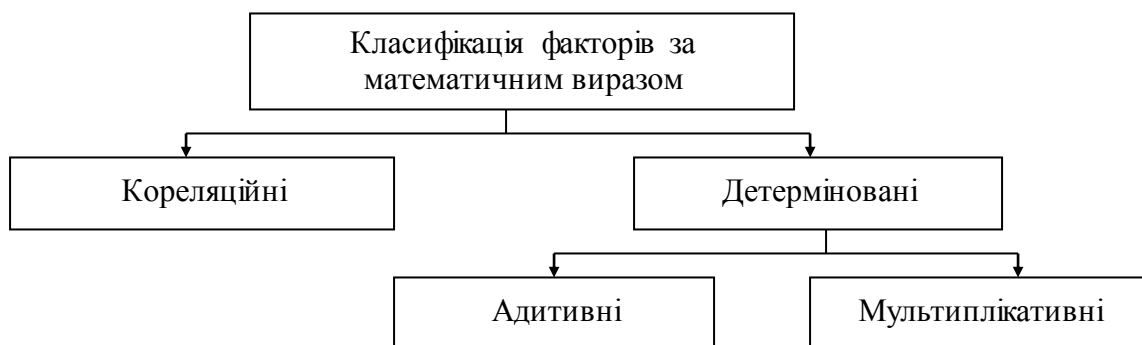 Класифікація факторів за
математичним виразом
Кореляційні
Детерміновані
Адитивні
Мультиплікативні